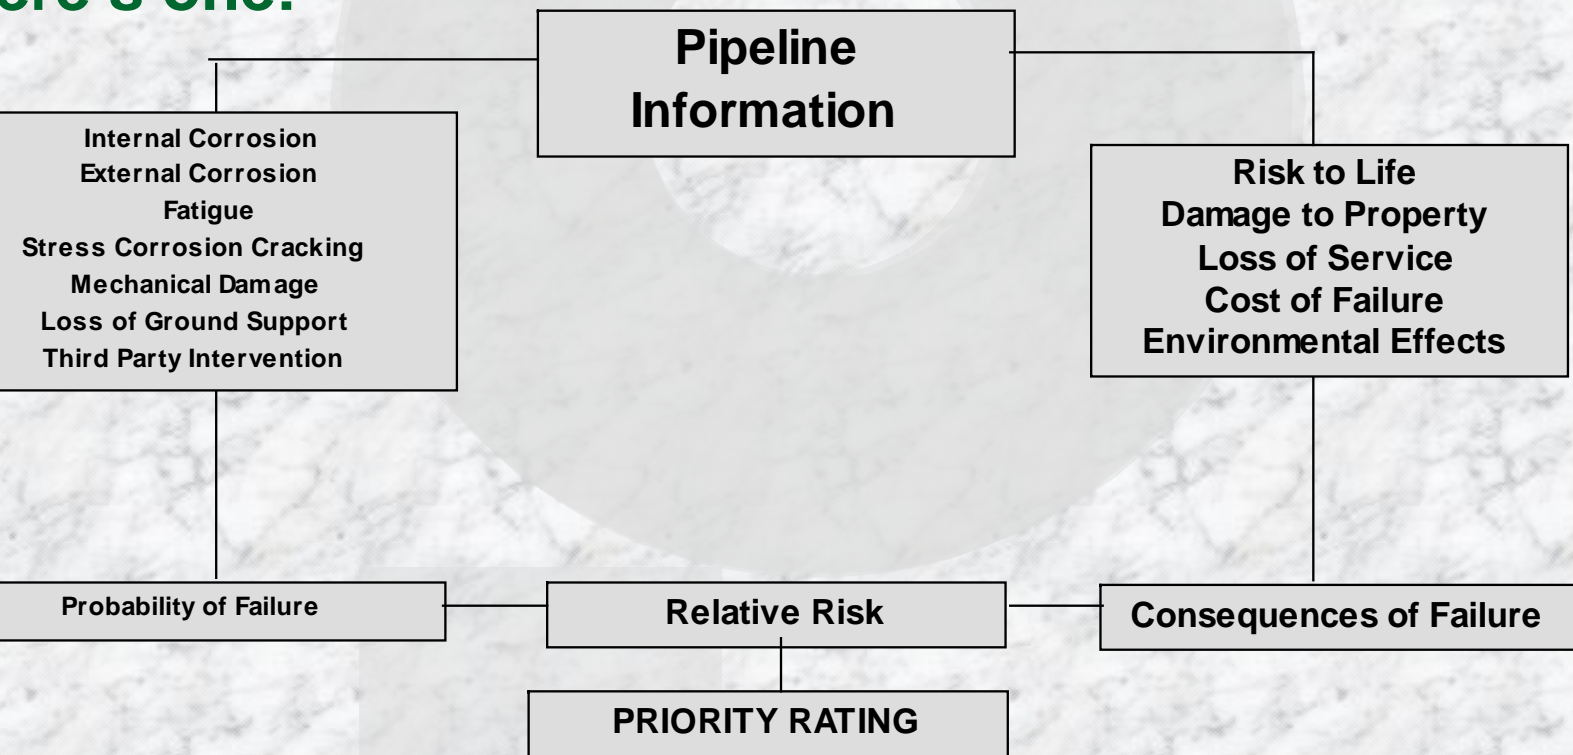 ere's one:
Pipeline
Information
Internal Corrosion
External Corrosion
Fatigue
Stress Corrosion Cracking
Mechanical Damage
Loss of Ground Support
Third Party Intervention
Risk to Life
Damage to Property
Loss of Service
Cost of Failure
Environmental Effects
Probability of Failure
Relative Risk
Consequences of Failure
PRIORITY RATING